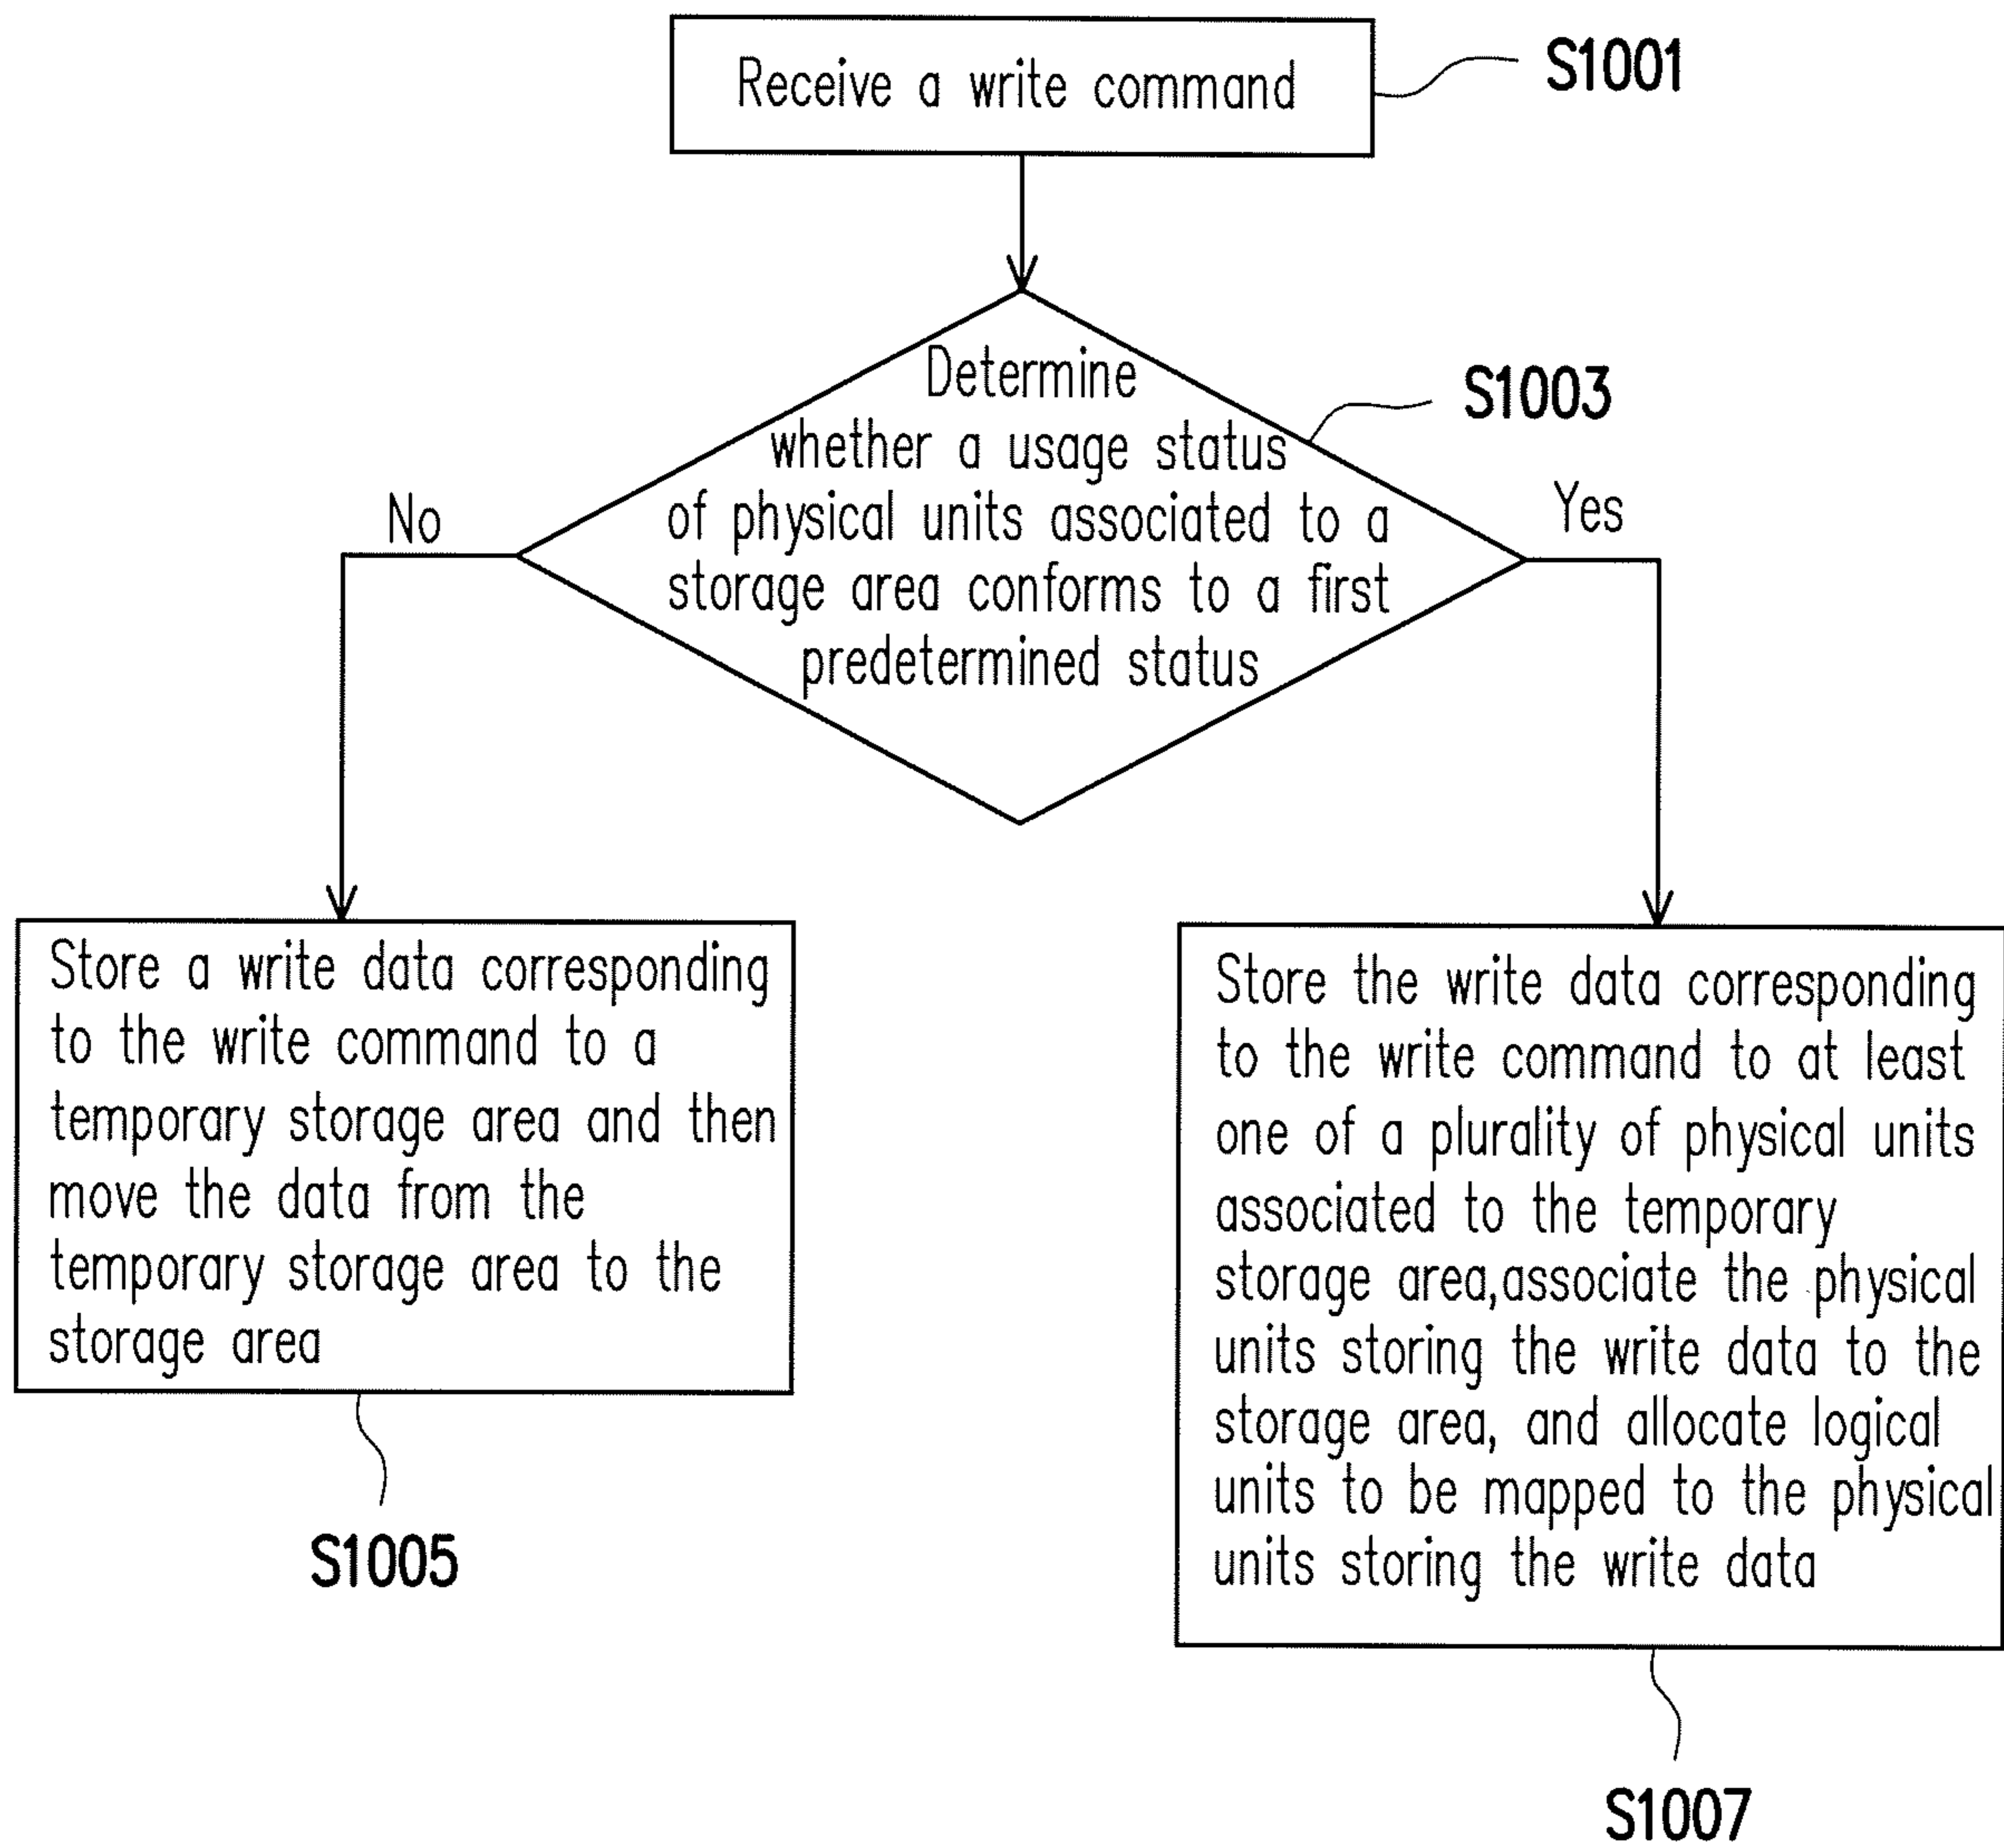 Receive a write command
S1001
Determine
whether a usage status
of physical units associated to a
storage area conforms to a first
predetermined status
S1003
No
Yes
Store a write data corresponding
to the write command to a
temporary storage area and then
move the data from the
temporary storage area to the
storage area
S1005
Store the write data corresponding
to the write command to at least
one of a plurality of physical units
associated to the temporary
storage area,associate the physical
units storing the write data to the
storage area, and allocate logical
units to be mapped to the physical
units storing the write data
S1007